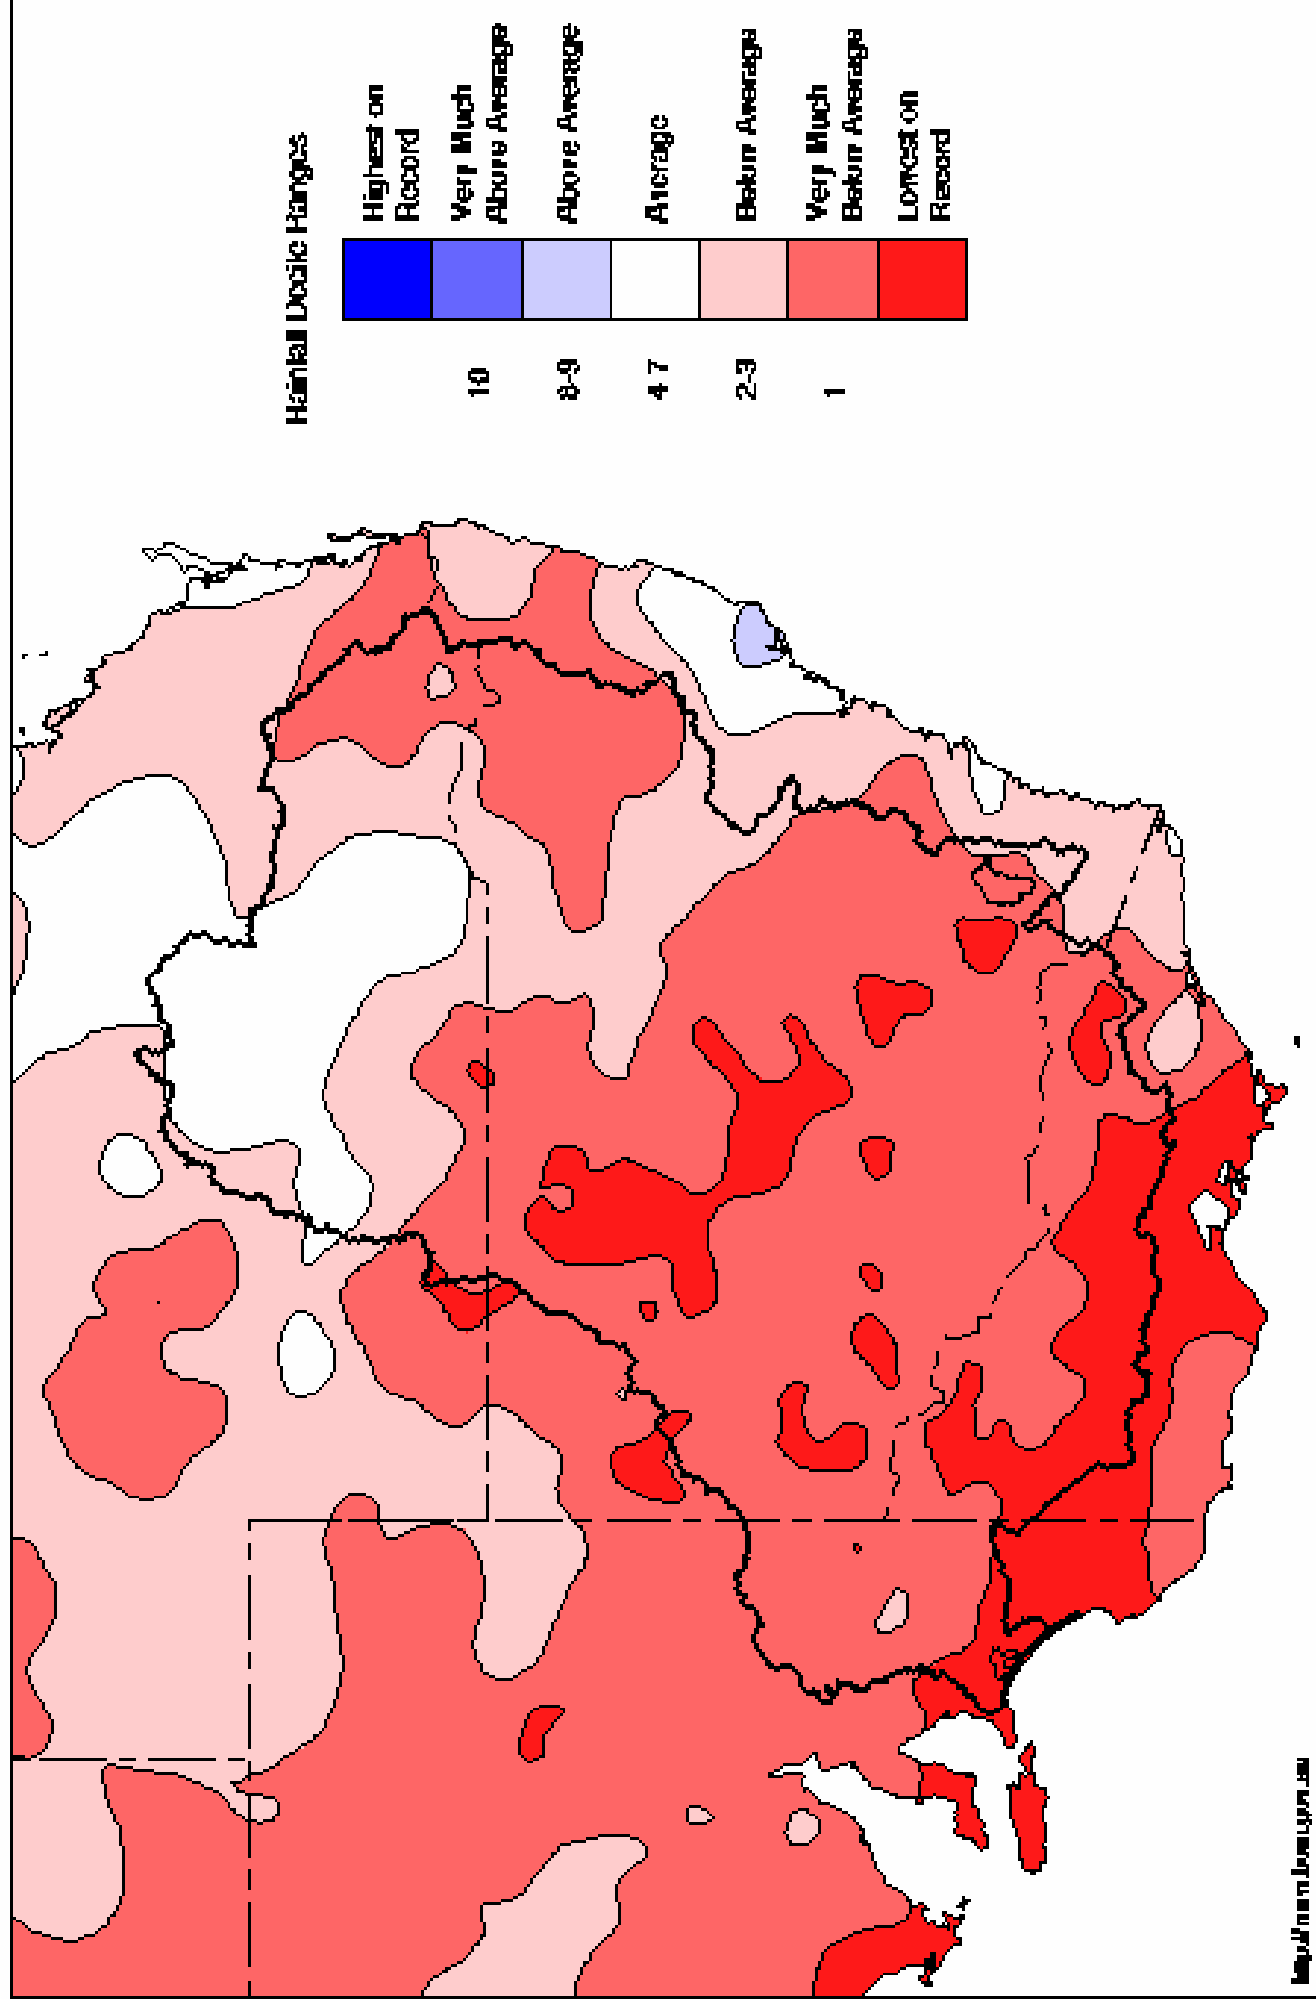 Rainfall Decile Ranges
Highest on
Record
10
Very Much
Above Average
8-9
Above Average
4-7
Average
2-3
Below Average
1
Very Much
Below Average
Lowest on
Record